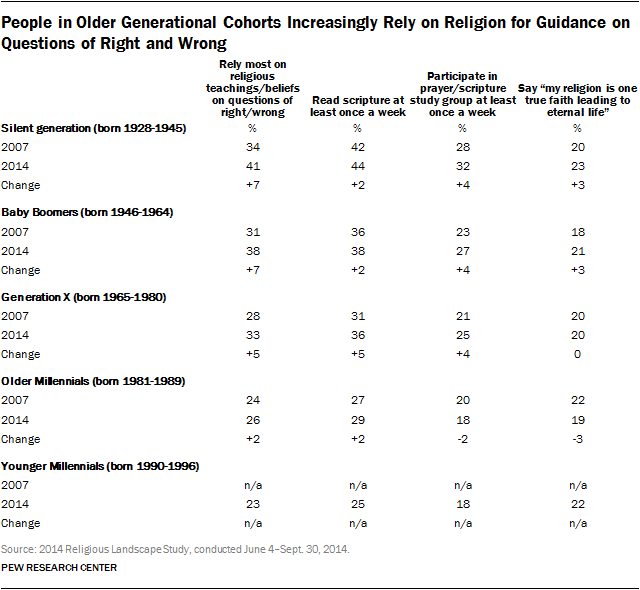 People in Older Generational Cohorts Increasingly Rely on Religion for Guidance on
Questions of Right and Wrong
Rely most on religious teachings/beliefs on questions of right/wrong Read scripture at least once a week Participate in prayer/scripture study group at least once a week Say “my religion is one true faith leading to eternal life”
Silent generation (born 1928-1945) % % % %
2007 34 42 28 20
2014 41 44 32 23
Change +7 +2 +4 +3
Baby Boomers (born 1946-1964)
2007 31 36 23 18
2014 38 38 27 21
Change +7 +2 +4 +3
Generation X (born 1965-1980)
2007 28 31 21 20
2014 33 36 25 20
Change +5 +5 +4 0
Older Millennials (born 1981-1989)
2007 24 27 20 22
2014 26 29 18 19
Change +2 +2 -2 -3
Younger Millennials (born 1990-1996)
2007 n/a n/a n/a n/a
2014 23 25 18 22
Change n/a n/a n/a n/a
Source: 2014 Religious Landscape Study, conducted June 4–Sept. 30, 2014.
PEW RESEARCH CENTER